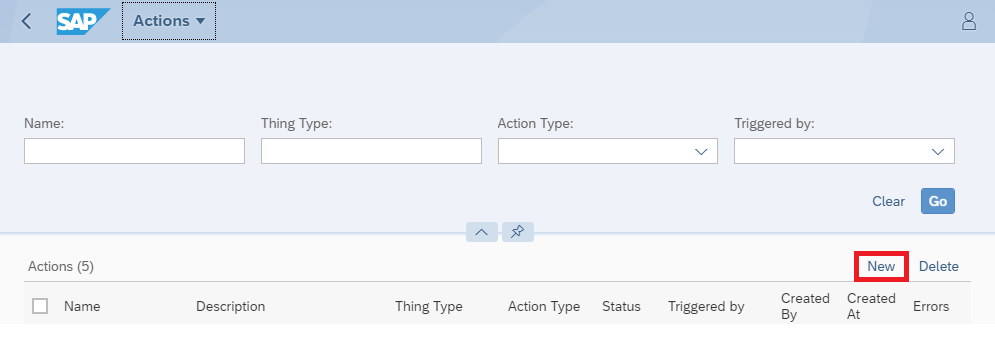 SAP Actions
Name: Thing Type: Action Type: Triggered by:
Clear Go
Actions (5) New Delete
Name Description Thing Type Action Type Status Triggered by Created By Created At Errors